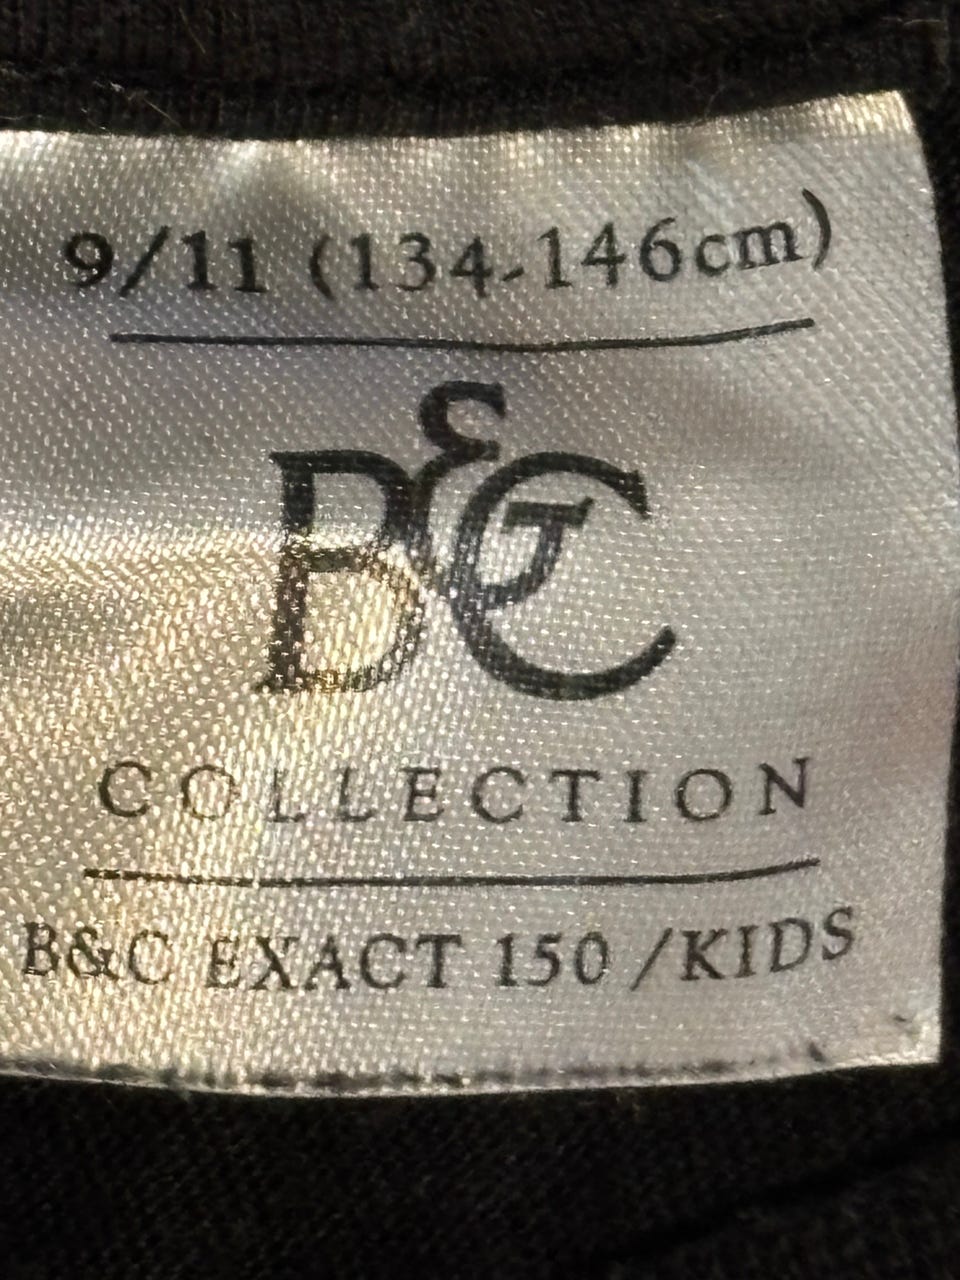 9/11 (134-146cm)
B&C
COLLECTION
B&C EXACT 150 /KIDS